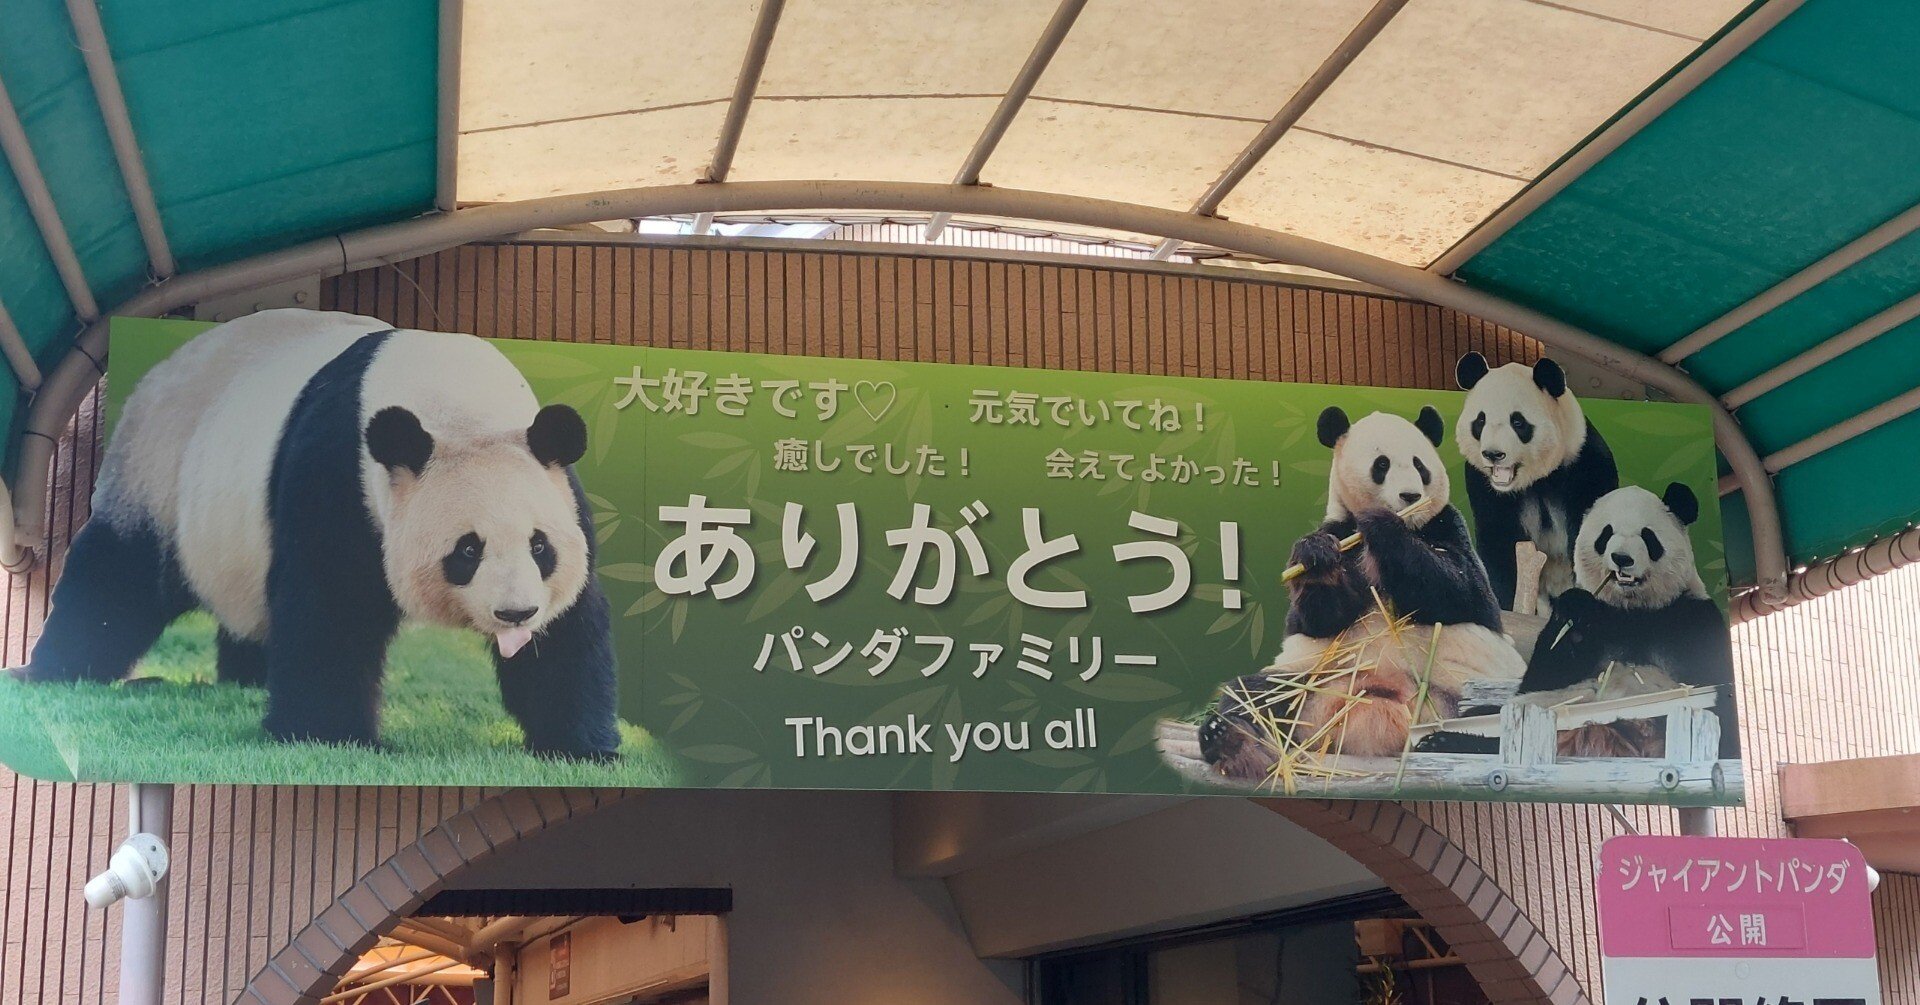 大好きです♡
元気でいてね!
癒しでした!
会えてよかった!
ありがとう!
パンダファミリー
Thank you all
ジャイアントパンダ
公開